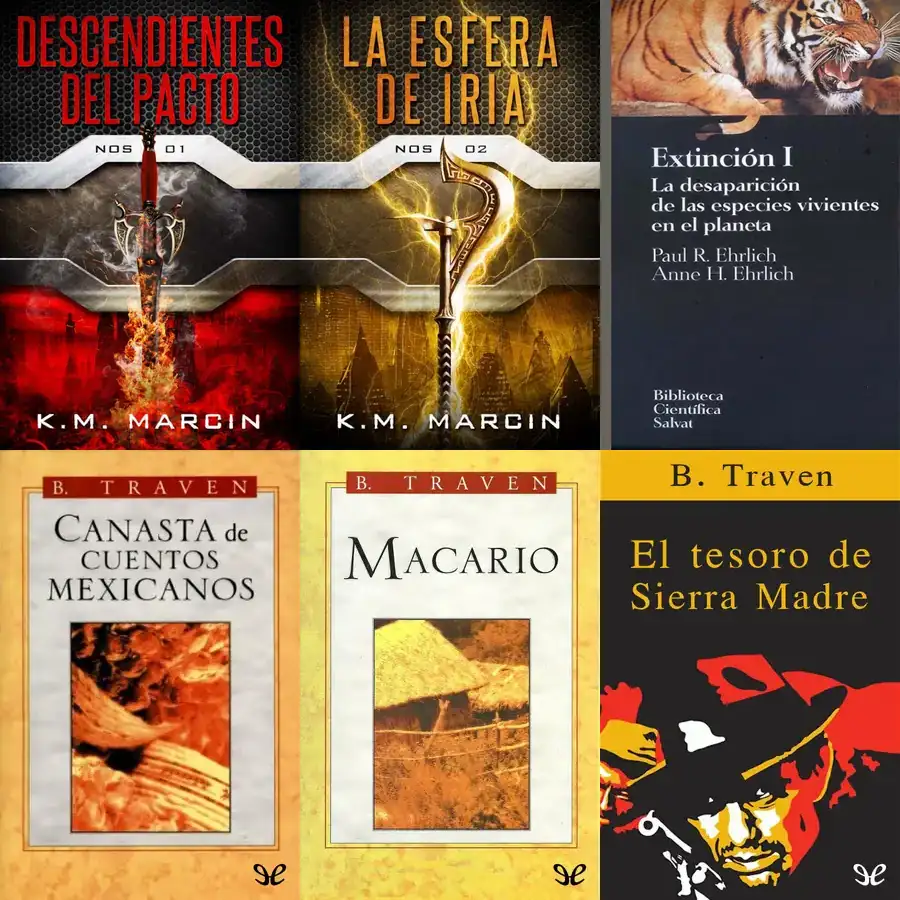 DESCENDIENTES
DEL PACTO
NOS 01
K.M. MARCIN
LA ESFERA
DE IRIA
NOS 02
K.M. MARCIN
Extinción I
La desaparición
de las especies vivientes
en el planeta
Paul R. Ehrlich
Anne H. Ehrlich
Biblioteca
Científica
Salvat
B. TRAVEN
CANASTA de
CUENTOS
MEXICANOS
B. TRAVEN
MACARIO
B. Traven
El tesoro de
Sierra Madre